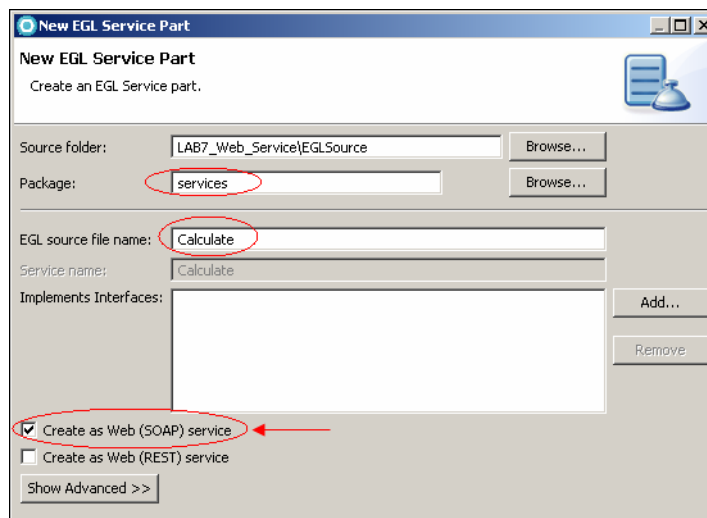 New EGL Service Part
New EGL Service Part
Create an EGL Service part.
Source folder: LAB7_Web_Service\EGLSource Browse...
Package: services Browse...
EGL source file name: Calculate
Service name: Calculate
Implements Interfaces: Add...
Remove
Create as Web (SOAP) service
Create as Web (REST) service
Show Advanced >>